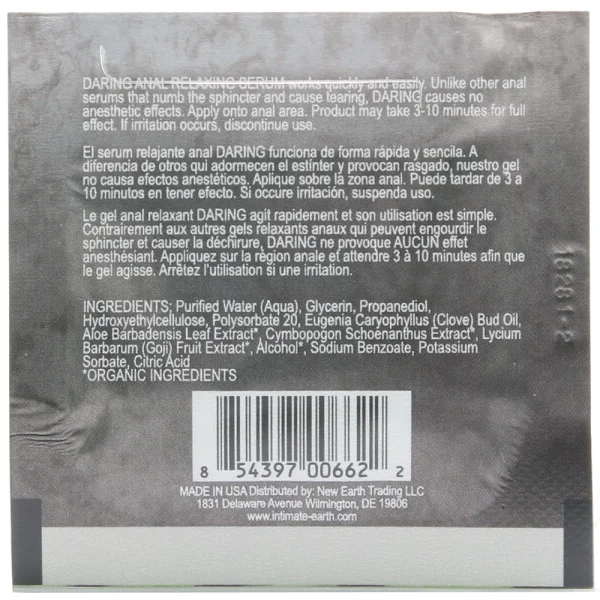 DARING ANAL RELAXING SERUM works quickly and easily. Unlike other anal
serums that numb the sphincter and cause tearing, DARING causes no
anesthetic effects. Apply onto anal area. Product may take 3-10 minutes for full
effect. If irritation occurs, discontinue use.
El serum relajante anal DARING funciona de forma rápida y sencila. A
diferencia de otros qui adormecen el estínter y provocan rasgado, nuestro gel
no causa efectos anestéticos. Aplique sobre la zona anal. Puede tardar de 3 a
10 minutos en tener efecto. Si occure irritación, suspenda uso.
Le gel anal relaxant DARING agit rapidement et son utilisation est simple.
Contrairement aux autres gels relaxants anaux qui peuvent engourdir le
sphincter et causer la déchirure, DARING ne provoque AUCUN effet
anesthésiant. Appliquez sur la région anale et attendre 3 à 10 minutes afin que
le gel agisse. Arrêtez l'utilisation si une irritation.
INGREDIENTS: Purified Water (Aqua), Glycerin, Propanediol,
Hydroxyethylcellulose, Polysorbate 20, Eugenia Caryophyllus (Clove) Bud Oil,
Aloe Barbadensis Leaf Extract*, Cymbopogon Schoenanthus Extract*, Lycium
Barbarum (Goji) Fruit Extract*, Alcohol*, Sodium Benzoate, Potassium
Sorbate, Citric Acid
*ORGANIC INGREDIENTS
8 54397 00662 2
MADE IN USA Distributed by: New Earth Trading LLC
1831 Delaware Avenue Wilmington, DE 19806
www.intimate-earth.com